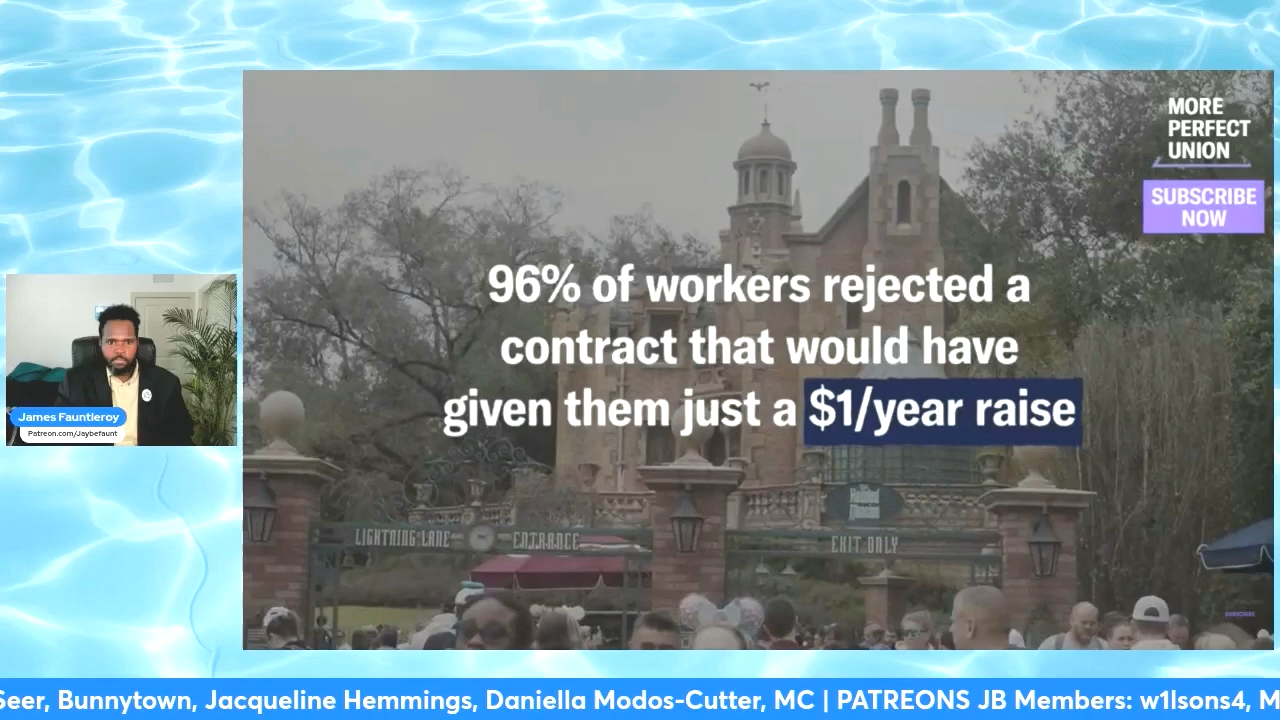 MORE
PERFECT
UNION
SUBSCRIBE
NOW
96% of workers rejected a
contract that would have
given them just a $1/year raise
James Fauntleroy
Patreon.com/Jaybefaunt
LIGHTNING LANE ENTRANCE
EXIT ONLY
SUBSCRIBE
Seer, Bunnytown, Jacqueline Hemmings, Daniella Modos-Cutter, MC | PATREONS JB Members: w1lsons4, M